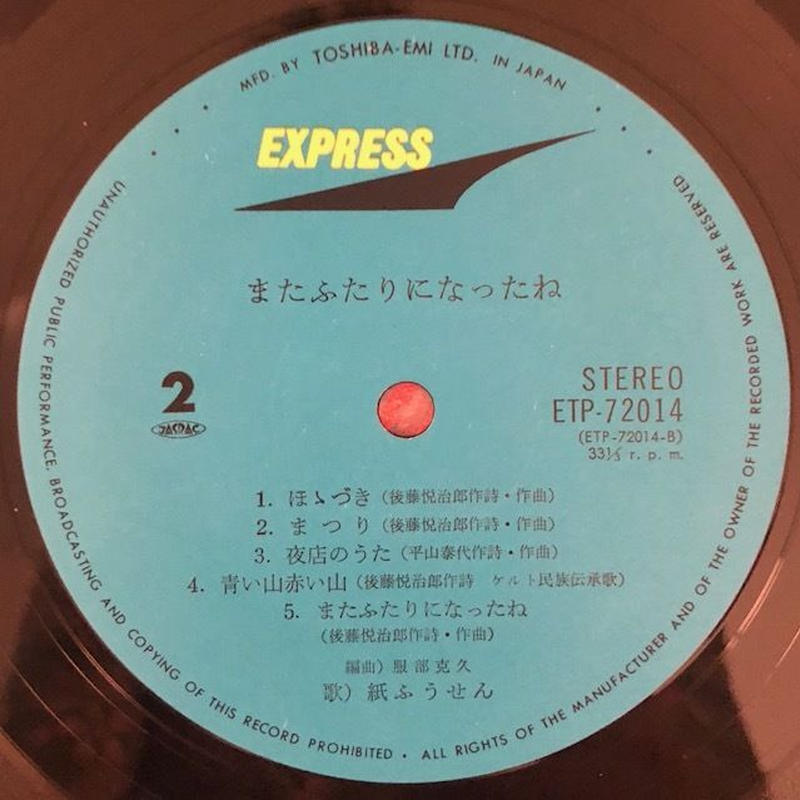 MFD. BY TOSHIBA-EMI LTD. IN JAPAN
EXPRESS
またふたりになったね
2
JASRAC
STEREO
ETP-72014
(ETP-72014-B)
33⅓ r. p. m.
1. ほゝづき (後藤悦治郎作詩・作曲)
2. まつり (後藤悦治郎作詩・作曲)
3. 夜店のうた (平山泰代作詩・作曲)
4. 青い山赤い山 (後藤悦治郎作詩 ケルト民族伝承歌)
5. またふたりになったね
(後藤悦治郎作詩・作曲)
編曲) 服部克久
歌) 紙ふうせん
UNAUTHORIZED PUBLIC PERFORMANCE, BROADCASTING AND COPYING OF THIS RECORD PROHIBITED • ALL RIGHTS OF THE MANUFACTURER AND OF THE OWNER OF THE RECORDED WORK ARE RESERVED